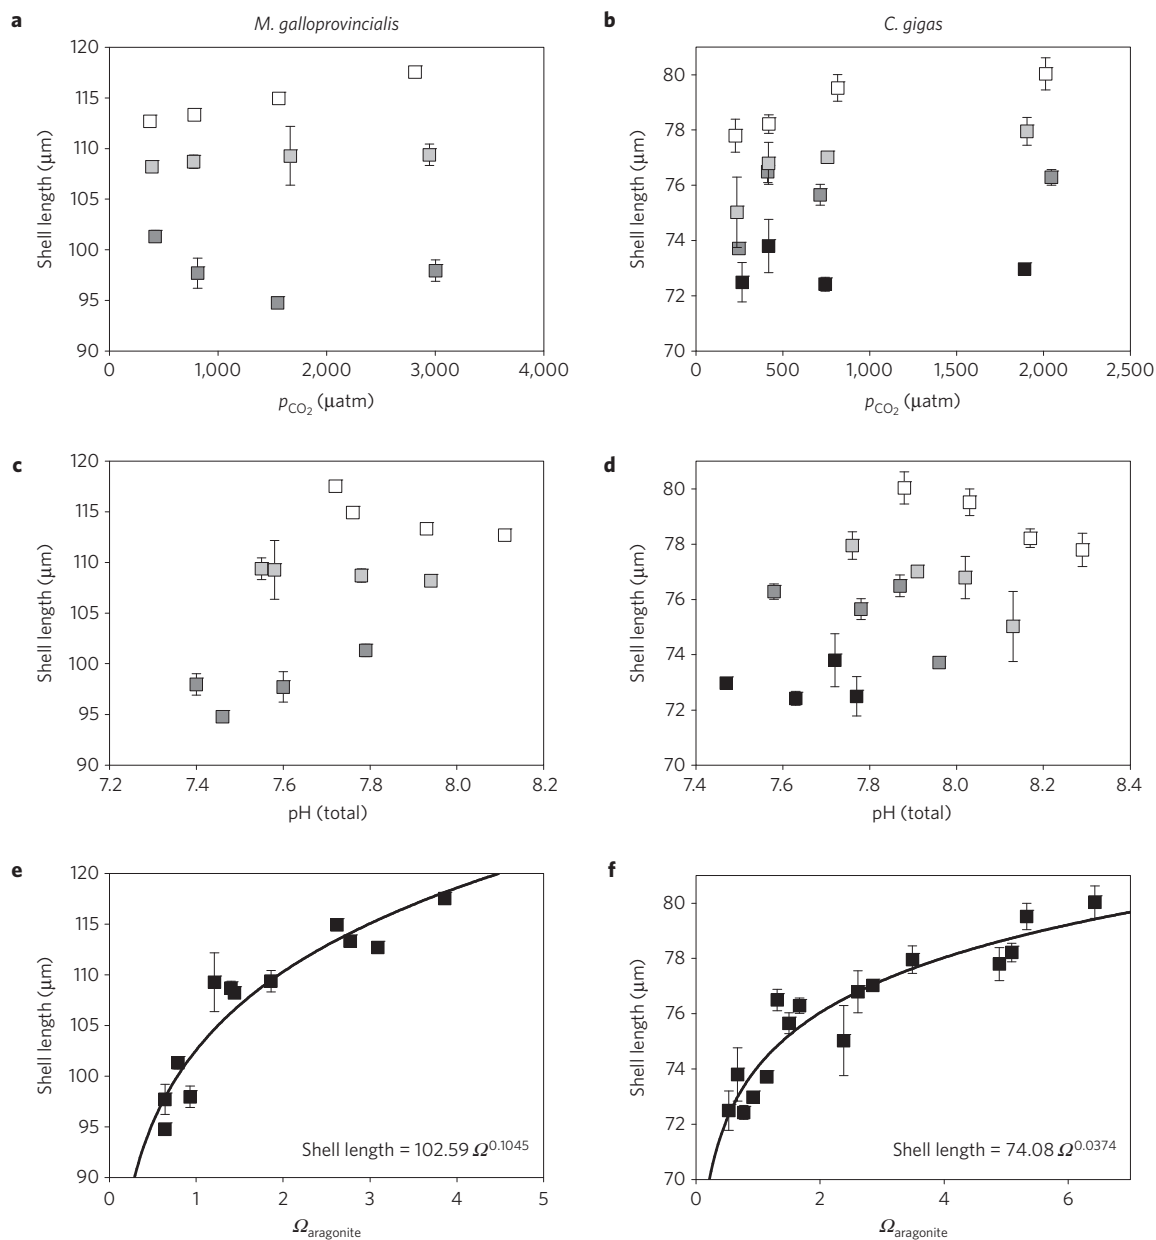 a
M. galloprovincialis
120
115
110
105
100
95
90
Shell length (µm)
0 1,000 2,000 3,000 4,000
pCO2 (µatm)
b
C. gigas
80
78
76
74
72
70
Shell length (µm)
0 500 1,000 1,500 2,000 2,500
pCO2 (µatm)
c
120
115
110
105
100
95
90
Shell length (µm)
7.2 7.4 7.6 7.8 8.0 8.2
pH (total)
d
80
78
76
74
72
70
Shell length (µm)
7.4 7.6 7.8 8.0 8.2 8.4
pH (total)
e
120
115
110
105
100
95
90
Shell length (µm)
Shell length = 102.59 Ω^0.1045
0 1 2 3 4 5
Ωaragonite
f
80
78
76
74
72
70
Shell length (µm)
Shell length = 74.08 Ω^0.0374
0 2 4 6
Ωaragonite